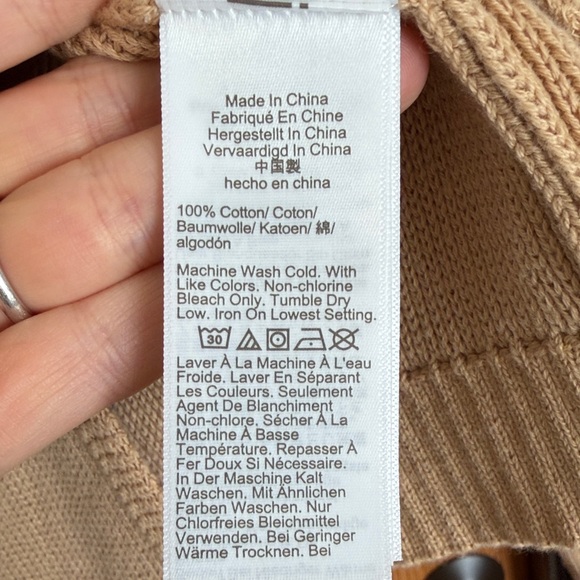 Made In China
Fabriqué En Chine
Hergestellt In China
Vervaardigd In China
中国製
hecho en china
100% Cotton/ Coton/
Baumwolle/ Katoen/ 綿/
algodón
Machine Wash Cold. With
Like Colors. Non-chlorine
Bleach Only. Tumble Dry
Low. Iron On Lowest Setting.
30
Laver À La Machine À L'eau
Froide. Laver En Séparant
Les Couleurs. Seulement
Agent De Blanchiment
Non-chlore. Sécher À La
Machine À Basse
Température. Repasser À
Fer Doux Si Nécessaire.
In Der Maschine Kalt
Waschen. Mit Ähnlichen
Farben Waschen. Nur
Chlorfreies Bleichmittel
Verwenden. Bei Geringer
Wärme Trocknen. Bei